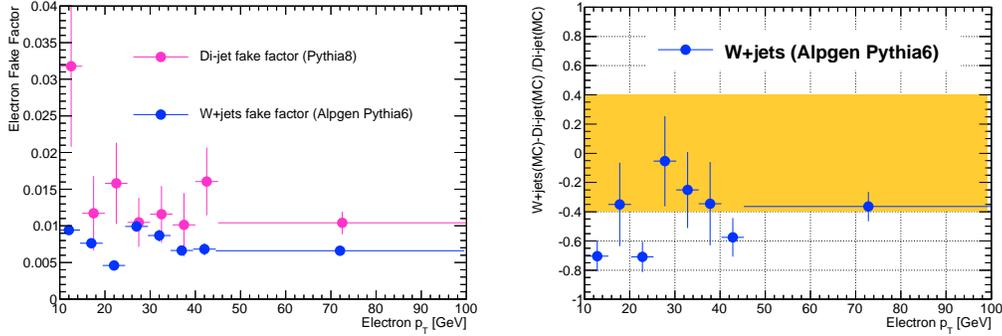 Electron Fake Factor
0.04
0.035
0.03
0.025
0.02
0.015
0.01
0.005
0
Di-jet fake factor (Pythia8)
W+jets fake factor (Alpgen Pythia6)
10 20 30 40 50 60 70 80 90 100
Electron p_T [GeV]
W+jets(MC)-Di-jet(MC) /Di-jet(MC)
1
0.8
0.6
0.4
0.2
0
-0.2
-0.4
-0.6
-0.8
-1
W+jets (Alpgen Pythia6)
10 20 30 40 50 60 70 80 90 100
Electron p_T [GeV]